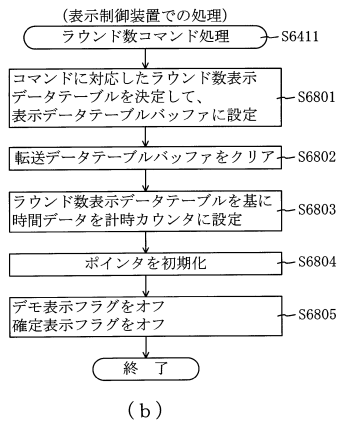 (表示制御装置での処理)
ラウンド数コマンド処理
S6411
コマンドに対応したラウンド数表示
データテーブルを決定して、
表示データテーブルバッファに設定
S6801
転送データテーブルバッファをクリア
S6802
ラウンド数表示データテーブルを基に
時間データを計時カウンタに設定
S6803
ポインタを初期化
S6804
デモ表示フラグをオフ
確定表示フラグをオフ
S6805
終 了
(b)